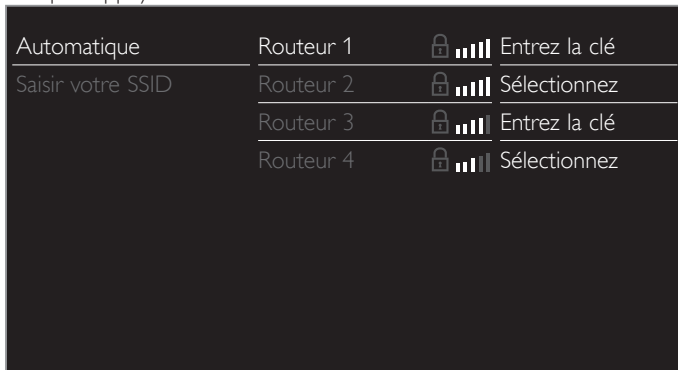 Automatique Routeur 1 Entrez la clé
Saisir votre SSID Routeur 2 Sélectionnez
Routeur 3 Entrez la clé
Routeur 4 Sélectionnez